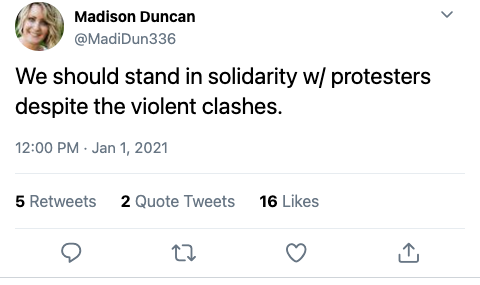 Madison Duncan
@MadiDun336
We should stand in solidarity w/ protesters
despite the violent clashes.
12:00 PM · Jan 1, 2021
5 Retweets 2 Quote Tweets 16 Likes